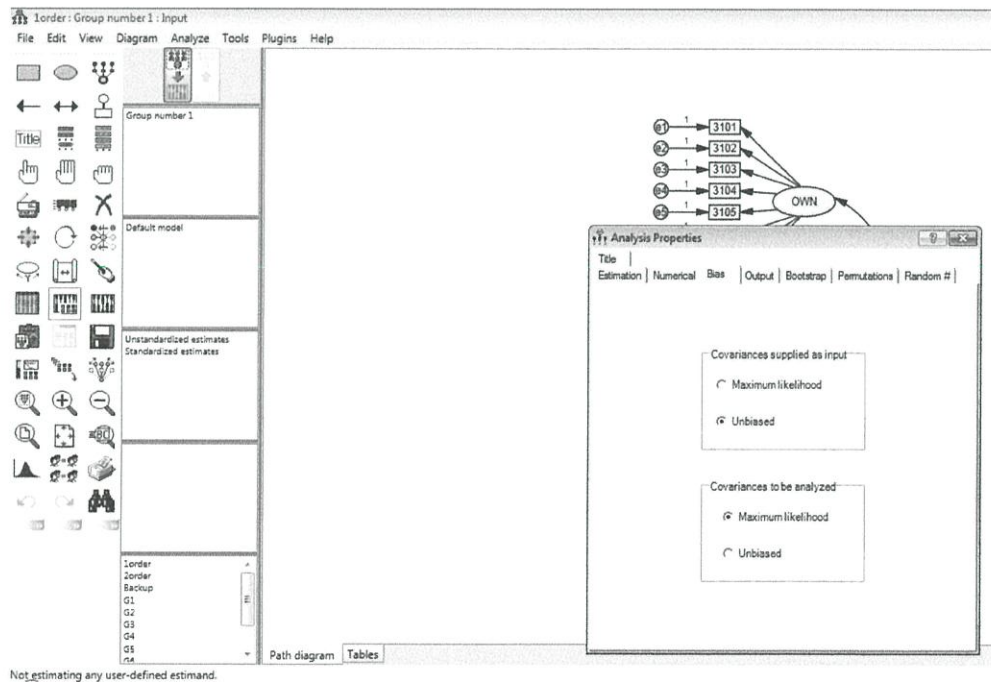 1order : Group number 1 : Input
File Edit View Diagram Analyze Tools Plugins Help
Title
Group number 1
Default model
Unstandardized estimates
Standardized estimates
1order
2order
Backup
G1
G2
G3
G4
G5
G6
Path diagram Tables
Not estimating any user-defined estimand.
e1 1 3101
e2 1 3102
e3 1 3103
e4 1 3104
e5 1 3105
OWN
Analysis Properties
Title
Estimation Numerical Bias Output Bootstrap Permutations Random #
Covariances supplied as input
Maximum likelihood
Unbiased
Covariances to be analyzed
Maximum likelihood
Unbiased